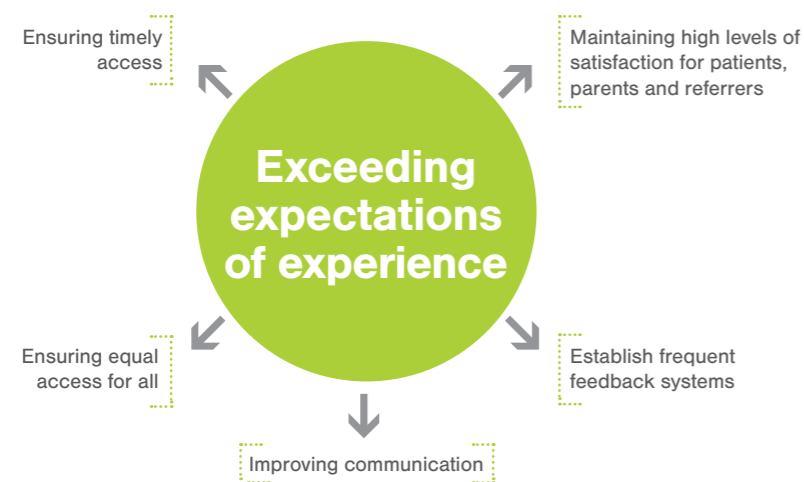 Ensuring timely
access
Maintaining high levels of
satisfaction for patients,
parents and referrers
Exceeding
expectations
of experience
Ensuring equal
access for all
Establish frequent
feedback systems
Improving communication